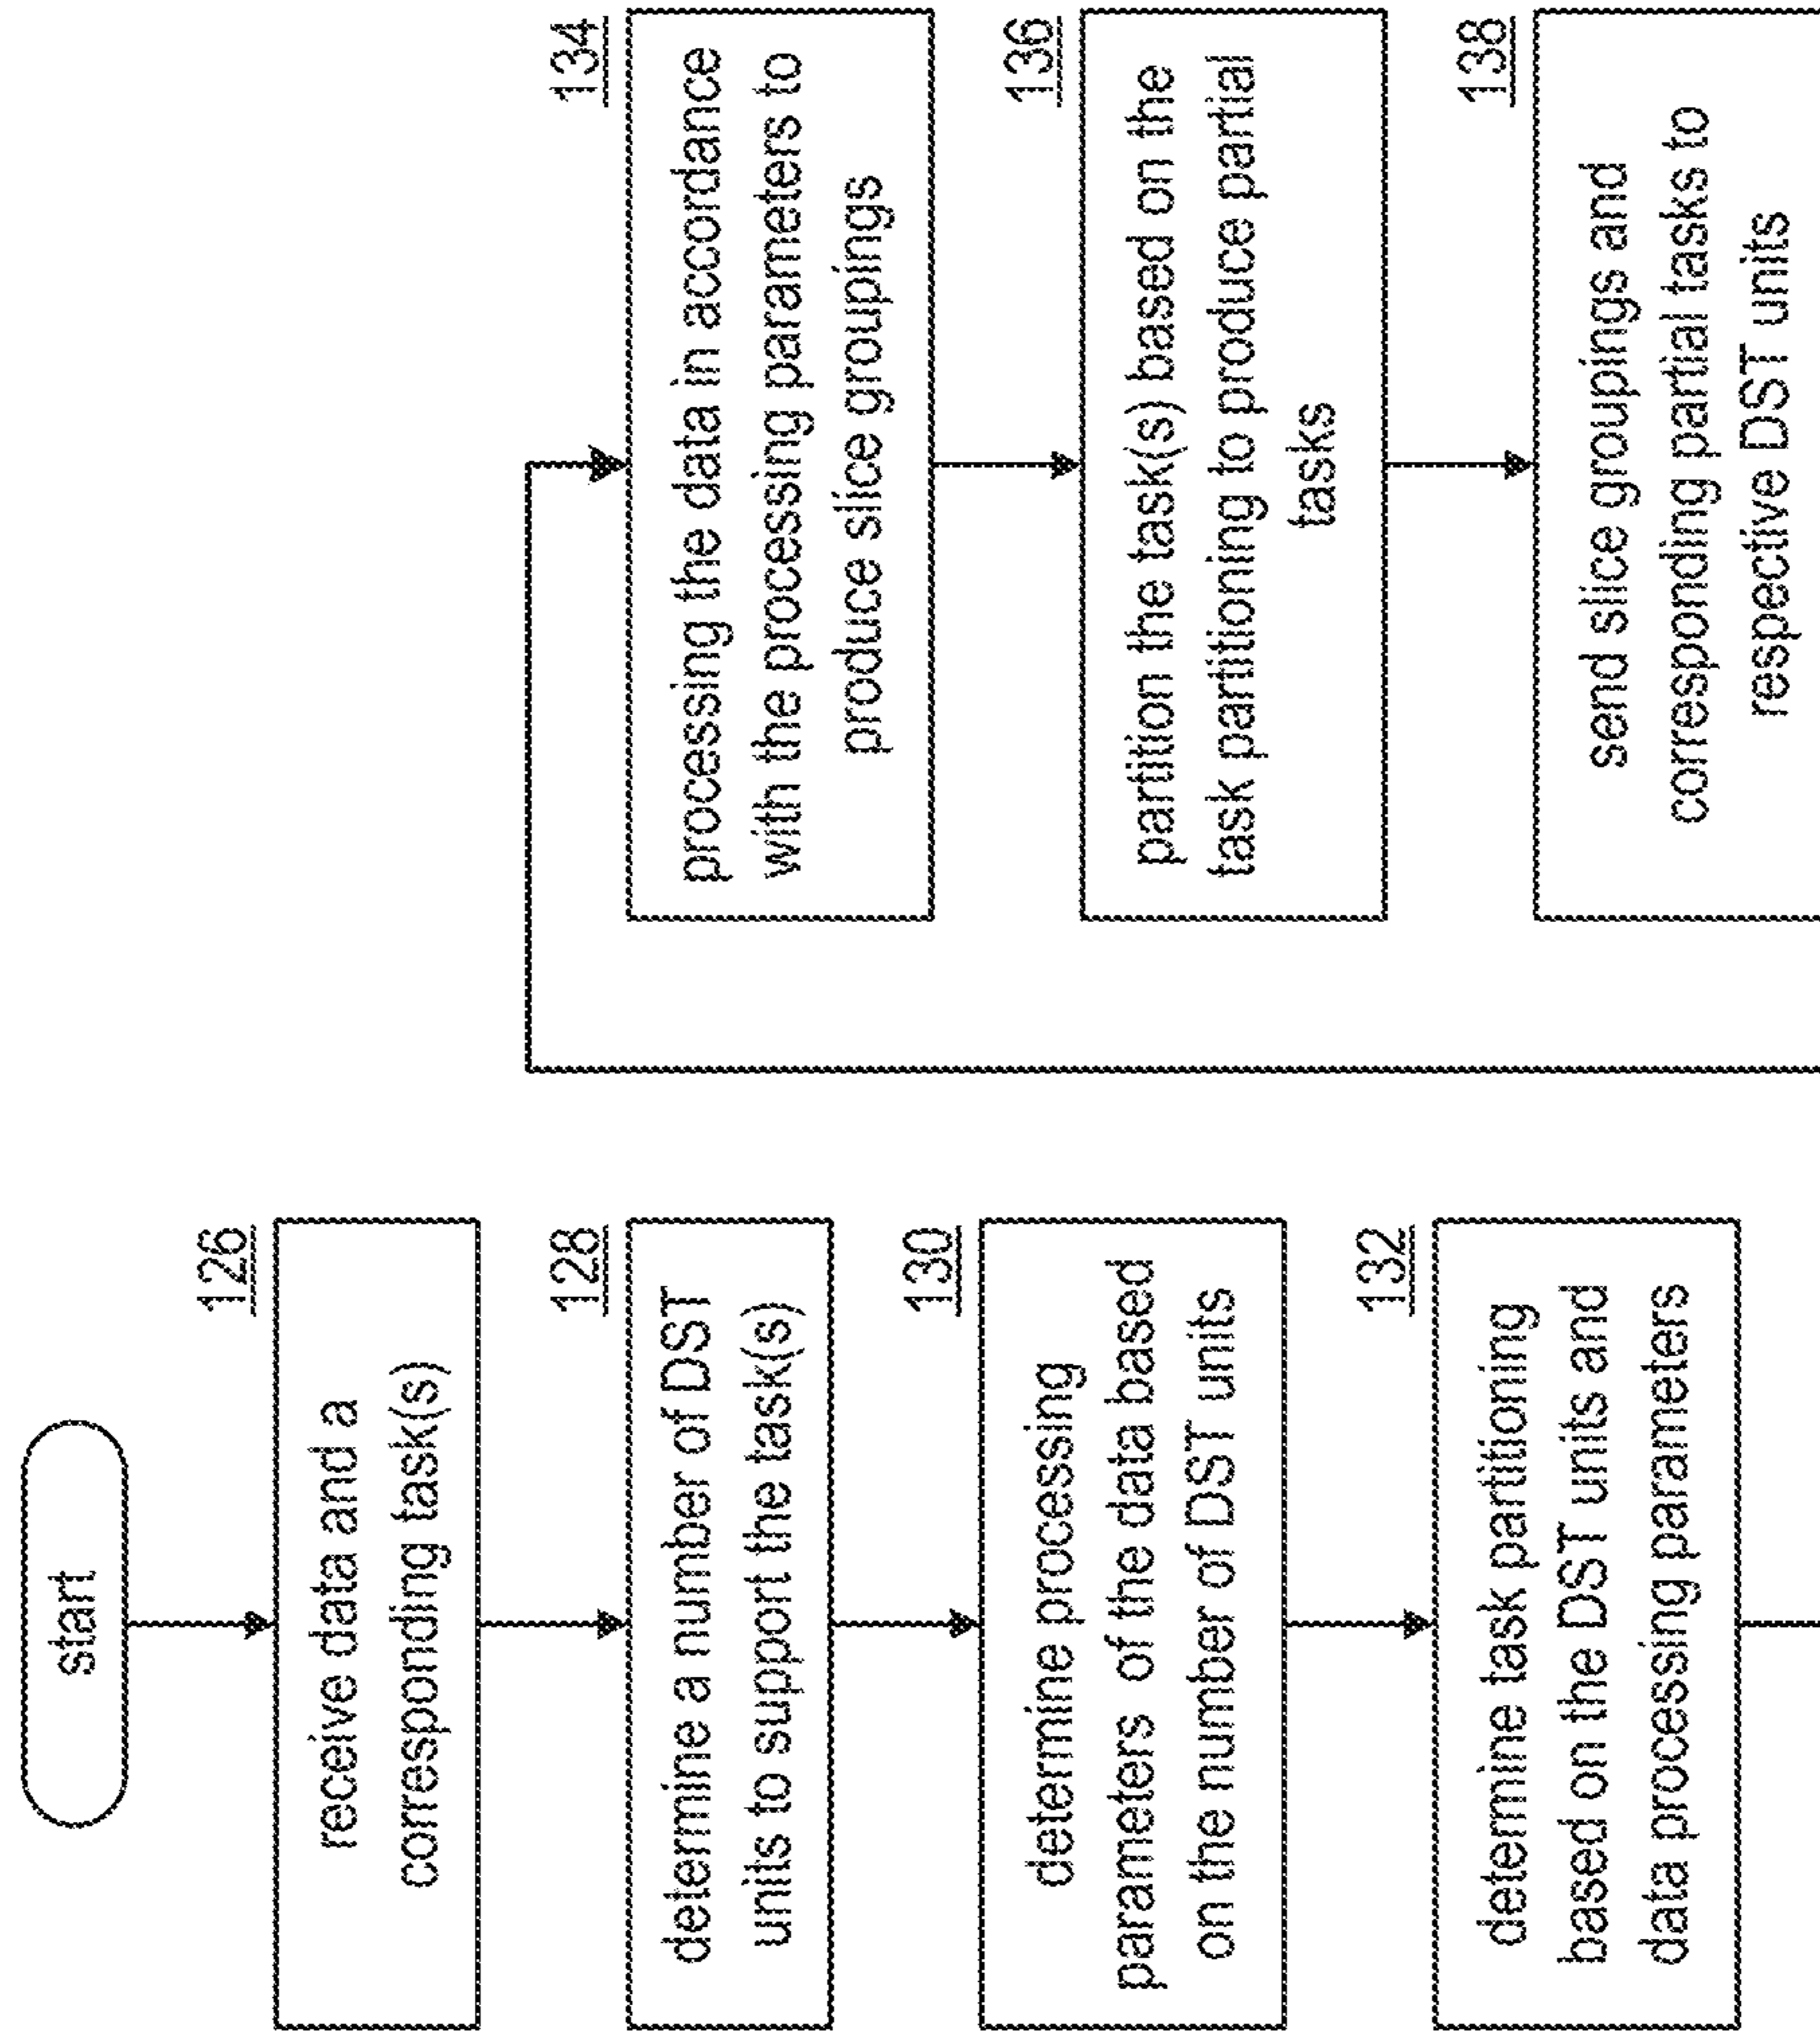 start
126
receive data and a
corresponding task(s)
128
determine a number of DST
units to support the task(s)
130
determine processing
parameters of the data based
on the number of DST units
132
determine task partitioning
based on the DST units and
data processing parameters
134
processing the data in accordance
with the processing parameters to
produce slice groupings
136
partition the task(s) based on the
task partitioning to produce partial
tasks
138
send slice groupings and
corresponding partial tasks to
respective DST units